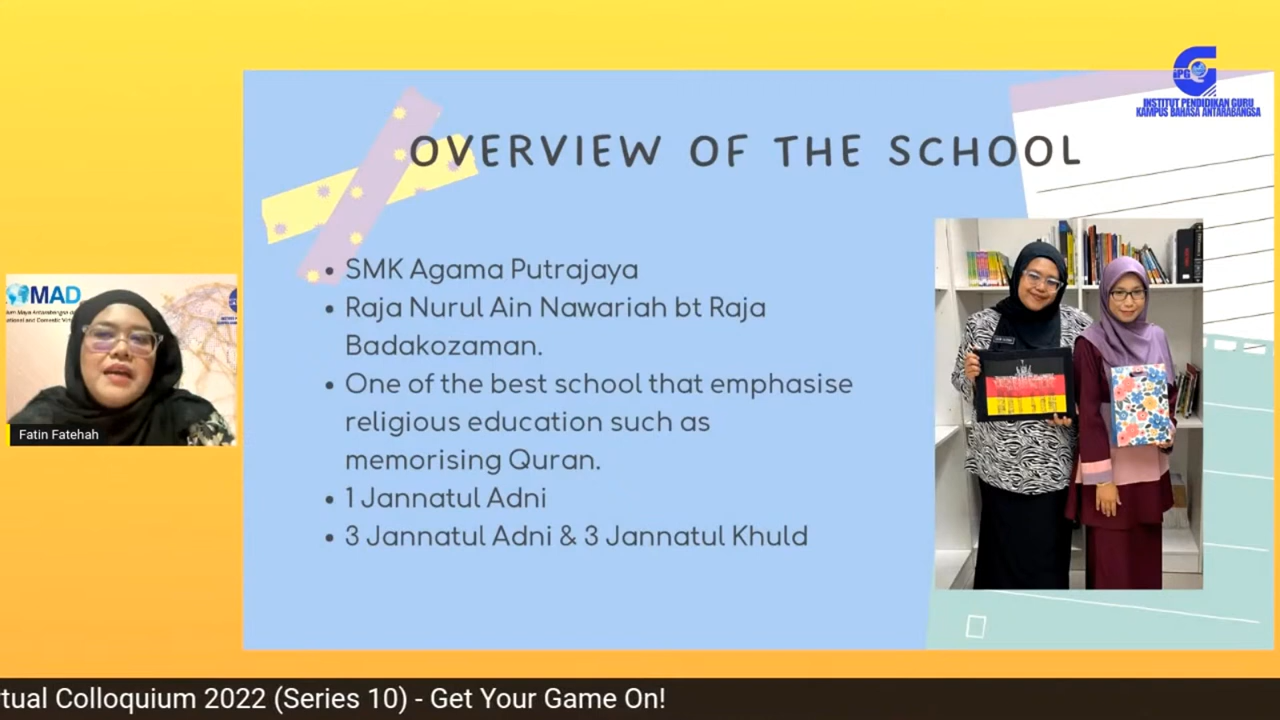 iPG
INSTITUT PENDIDIKAN GURU
KAMPUS BAHASA ANTARABANGSA
OVERVIEW OF THE SCHOOL
• SMK Agama Putrajaya
• Raja Nurul Ain Nawariah bt Raja
Badakozaman.
• One of the best school that emphasise
religious education such as
memorising Quran.
• 1 Jannatul Adni
• 3 Jannatul Adni & 3 Jannatul Khuld
MAD
Fatin Fatehah
tual Colloquium 2022 (Series 10) - Get Your Game On!